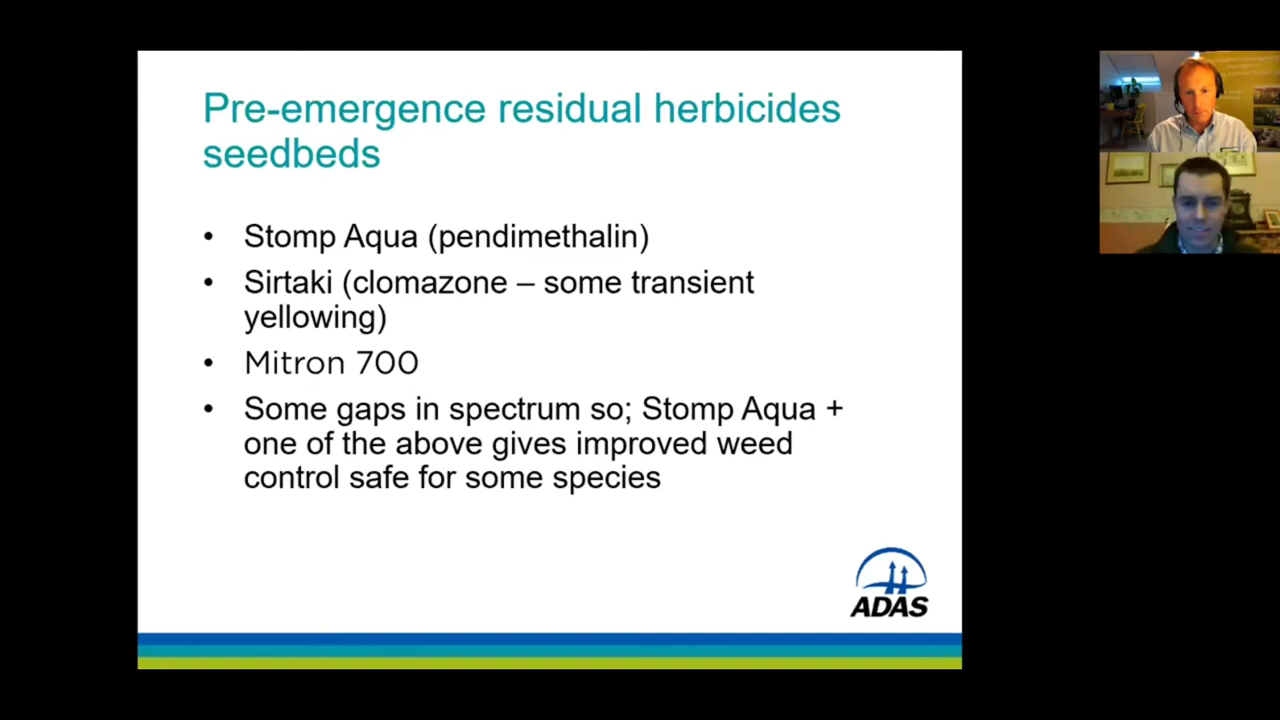 Pre-emergence residual herbicides
seedbeds
• Stomp Aqua (pendimethalin)
• Sirtaki (clomazone – some transient
yellowing)
• Mitron 700
• Some gaps in spectrum so; Stomp Aqua +
one of the above gives improved weed
control safe for some species
ADAS